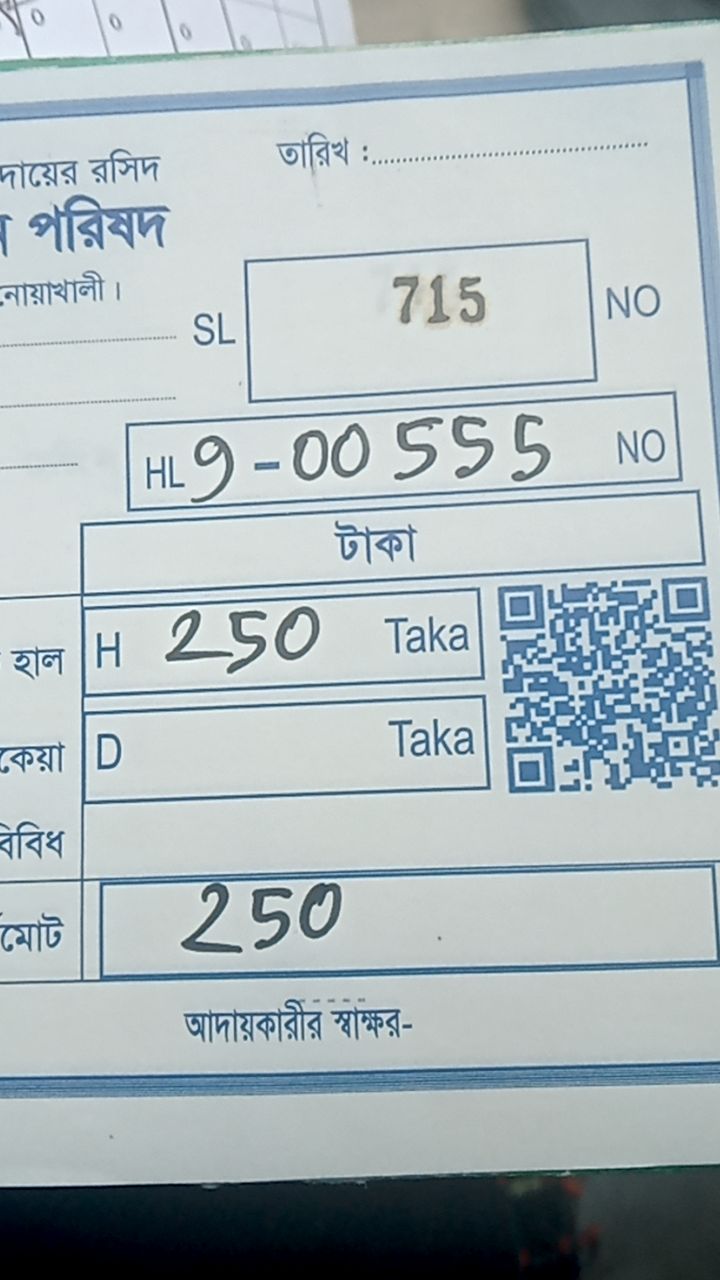 তারিখ :
দায়ের রসিদ
পরিষদ
নোয়াখালী।
SL 715 NO
HL 9-00555 NO
টাকা
হাল H 250 Taka
কেয়া D Taka
বিবিধ
মোট 250
আদায়কারীর স্বাক্ষর-